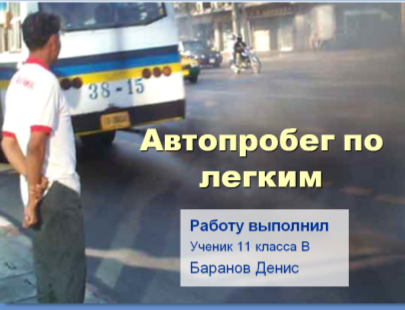 38-15
Автопробег по
легким
Работу выполнил
Ученик 11 класса В
Баранов Денис